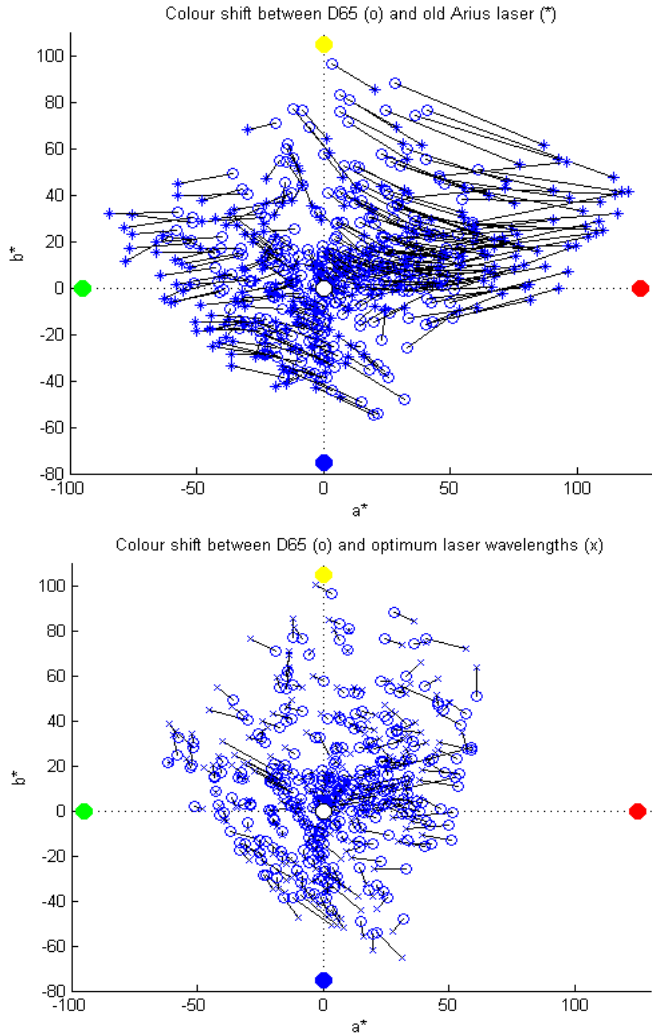 Colour shift between D65 (o) and old Arius laser (*)
100
80
60
40
20
0
-20
-40
-60
-80
b*
-100 -50 0 50 100
a*
Colour shift between D65 (o) and optimum laser wavelengths (x)
100
80
60
40
20
0
-20
-40
-60
-80
b*
-100 -50 0 50 100
a*